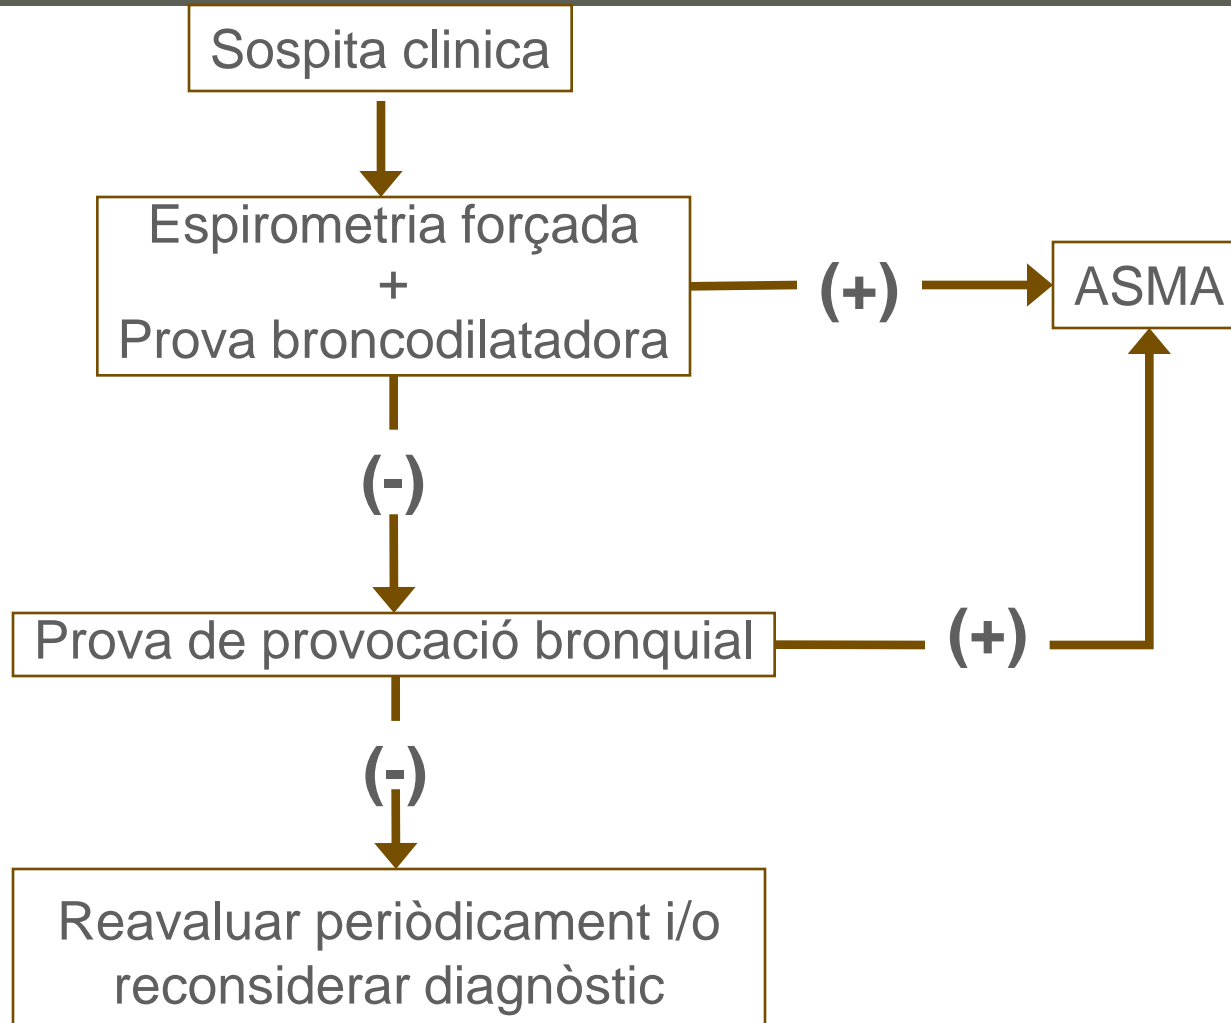 Sospita clinica
Espirometria forçada
+
Prova broncodilatadora
(+)
ASMA
(-)
Prova de provocació bronquial
(+)
(-)
Reavaluar periòdicament i/o
reconsiderar diagnòstic